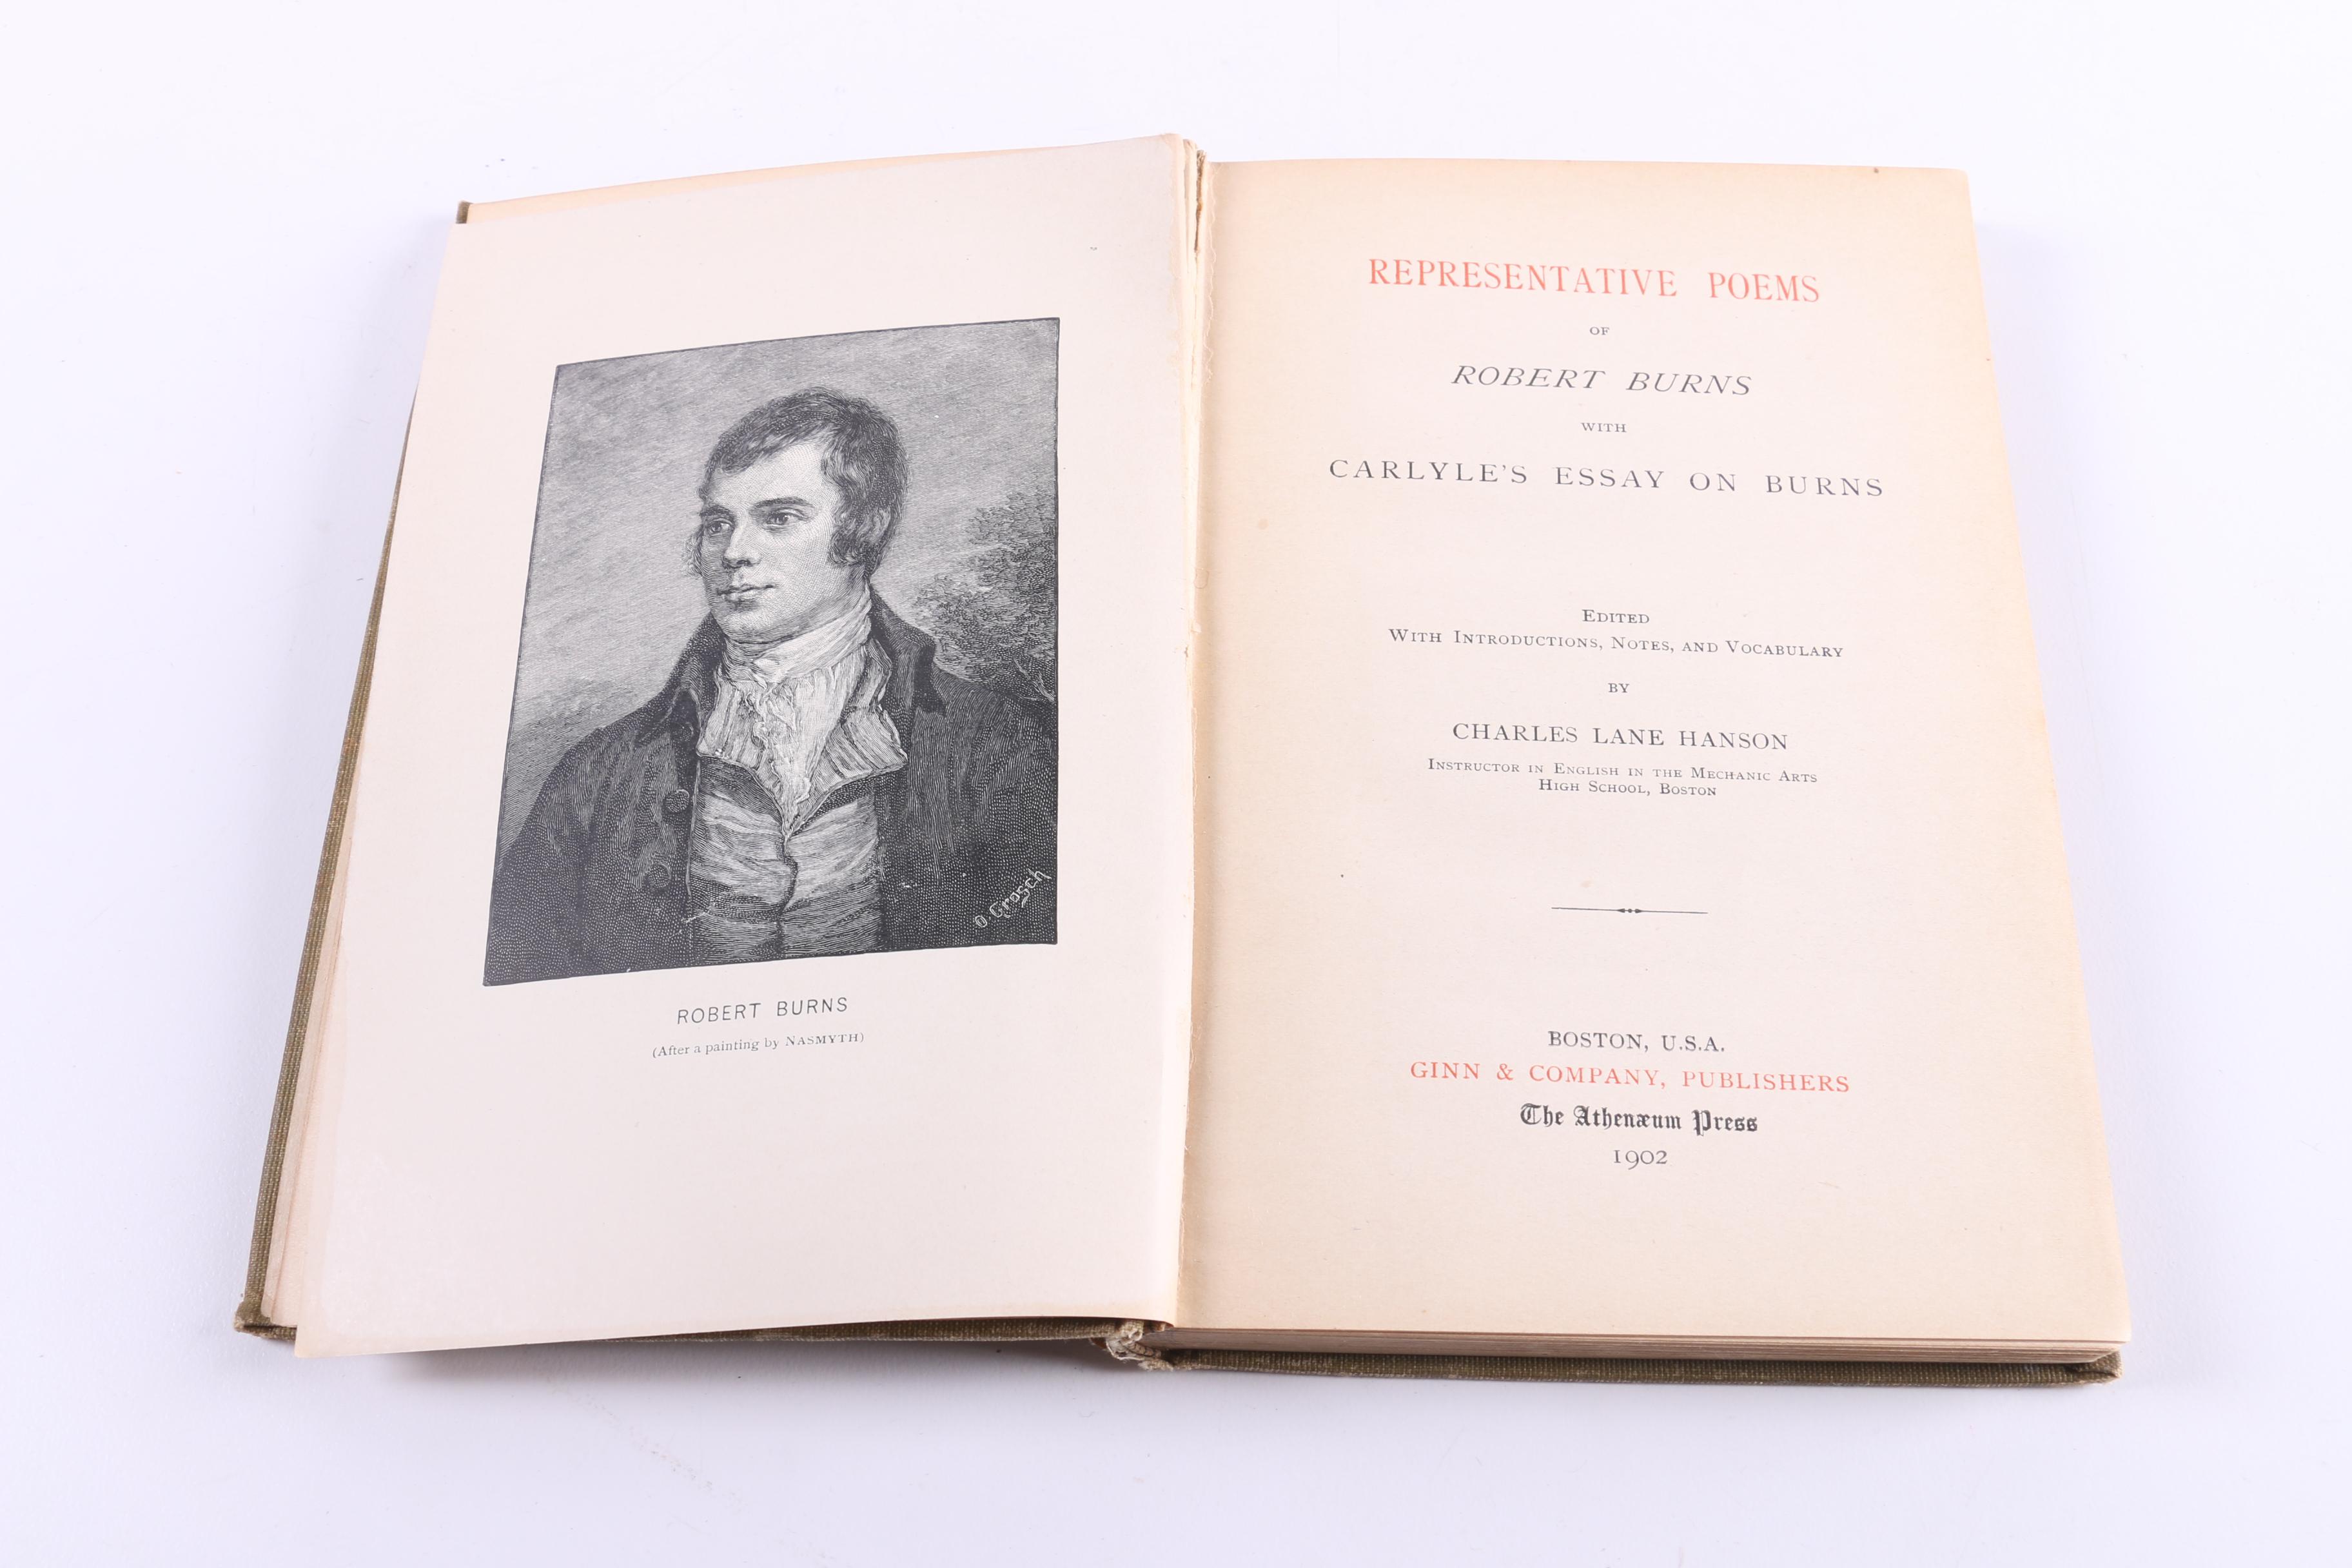 O. Grosch
ROBERT BURNS
(After a painting by NASMYTH)
REPRESENTATIVE POEMS
OF
ROBERT BURNS
WITH
CARLYLE'S ESSAY ON BURNS
EDITED
WITH INTRODUCTIONS, NOTES, AND VOCABULARY
BY
CHARLES LANE HANSON
INSTRUCTOR IN ENGLISH IN THE MECHANIC ARTS
HIGH SCHOOL, BOSTON
BOSTON, U.S.A.
GINN & COMPANY, PUBLISHERS
The Athenæum Press
1902